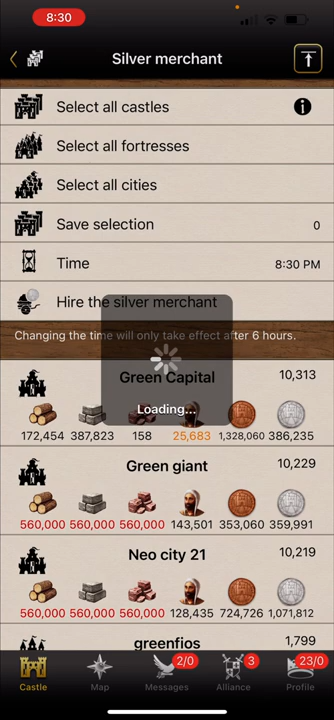 8:30
Silver merchant
Select all castles
Select all fortresses
Select all cities
Save selection 0
Time 8:30 PM
Hire the silver merchant
Changing the time will only take effect after 6 hours.
Loading...
Green Capital 10,313
172,454 387,823 158 25,683 1,328,060 386,235
Green giant 10,229
560,000 560,000 560,000 143,501 353,060 359,991
Neo city 21 10,219
560,000 560,000 560,000 128,435 724,726 1,071,812
greenfios 1,799
2/0 3 23/0
Castle Map Messages Alliance Profile